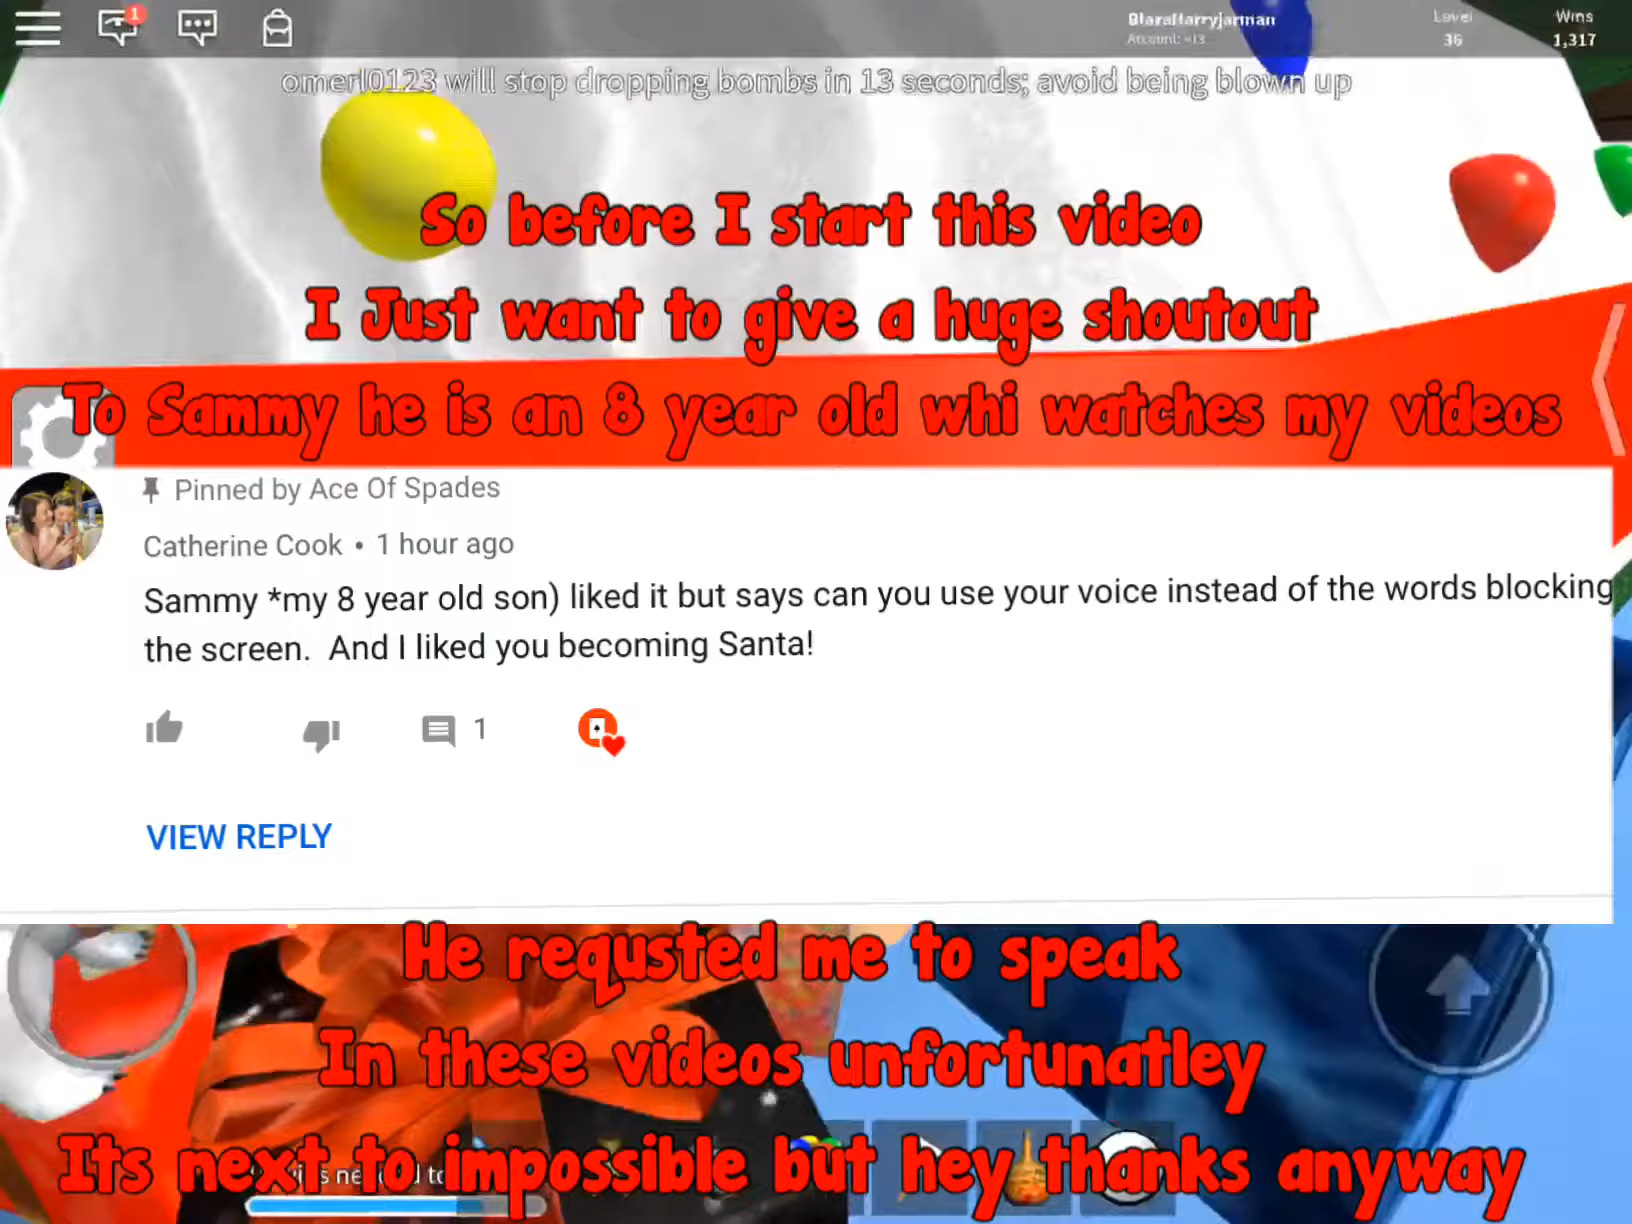 1
Level
Wins
Account: <13
36
1,317
omerl0123 will stop dropping bombs in 13 seconds; avoid being blown up
So before I start this video
I Just want to give a huge shoutout
To Sammy he is an 8 year old whi watches my videos
Pinned by Ace Of Spades
Catherine Cook • 1 hour ago
Sammy *my 8 year old son) liked it but says can you use your voice instead of the words blocking
the screen. And I liked you becoming Santa!
1
VIEW REPLY
He requsted me to speak
In these videos unfortunatley
Its next to impossible but hey thanks anyway